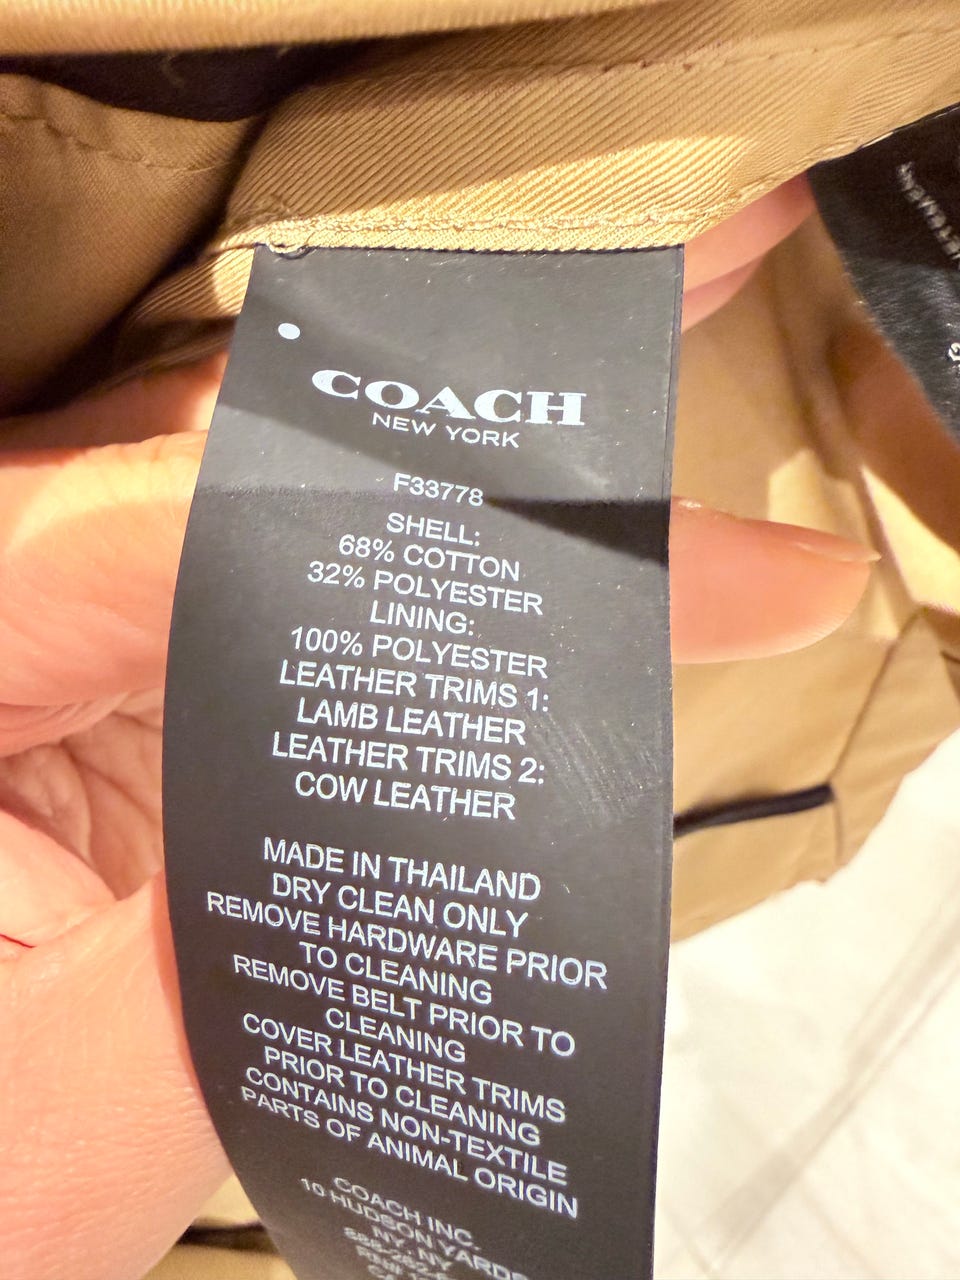 COACH
NEW YORK
F33778
SHELL:
68% COTTON
32% POLYESTER
LINING:
100% POLYESTER
LEATHER TRIMS 1:
LAMB LEATHER
LEATHER TRIMS 2:
COW LEATHER
MADE IN THAILAND
DRY CLEAN ONLY
REMOVE HARDWARE PRIOR
TO CLEANING
REMOVE BELT PRIOR TO
CLEANING
COVER LEATHER TRIMS
PRIOR TO CLEANING
CONTAINS NON-TEXTILE
PARTS OF ANIMAL ORIGIN
COACH INC.
10 HUDSON YARDS
NY, NY